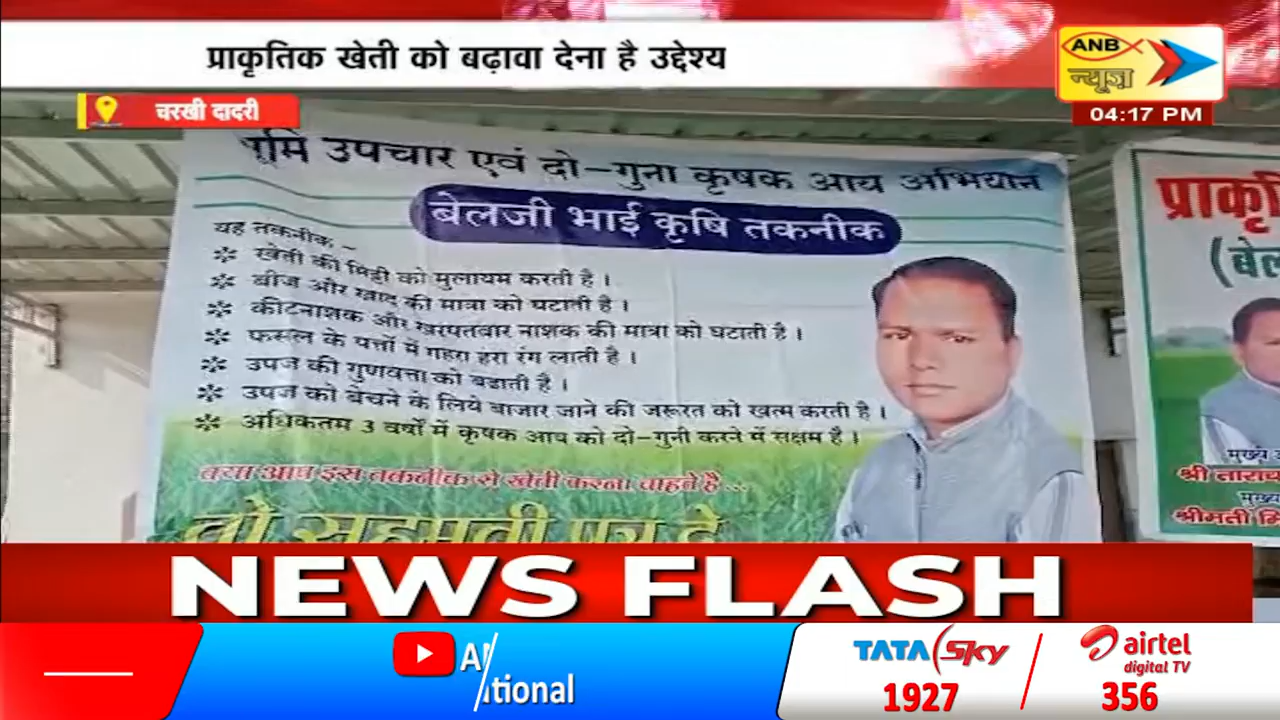 प्राकृतिक खेती को बढ़ावा देना है उद्देश्य
ANB
न्यूज़
04:17 PM
चरखी दादरी
उपचार एवं दो-गुना कृषक आय अभियान
बेलजी भाई कृषि तकनीक
यह तकनीक -
खेती की मिट्टी को मुलायम करती है ।
बीज और खाद की मात्रा को घटाती है ।
कीटनाशक और खरपतवार नाशक की मात्रा को घटाती है ।
फसल के पत्तों में गहरा हरा रंग लाती है ।
उपज की गुणवत्ता को बढाती है ।
उपज को बेचने के लिये बाजार जाने की जरूरत को खत्म करती है ।
अधिकतम 3 वर्षों में कृषक आय को दो-गुनी करने में सक्षम है ।
क्या आप इस तकनीक से खेती करना चाहते है ...
तो सहमती पत्र दे
(बेल
मुख्य
श्री
मुख्य
श्रीमती
NEWS FLASH
TATA Sky
1927
airtel
digital TV
356